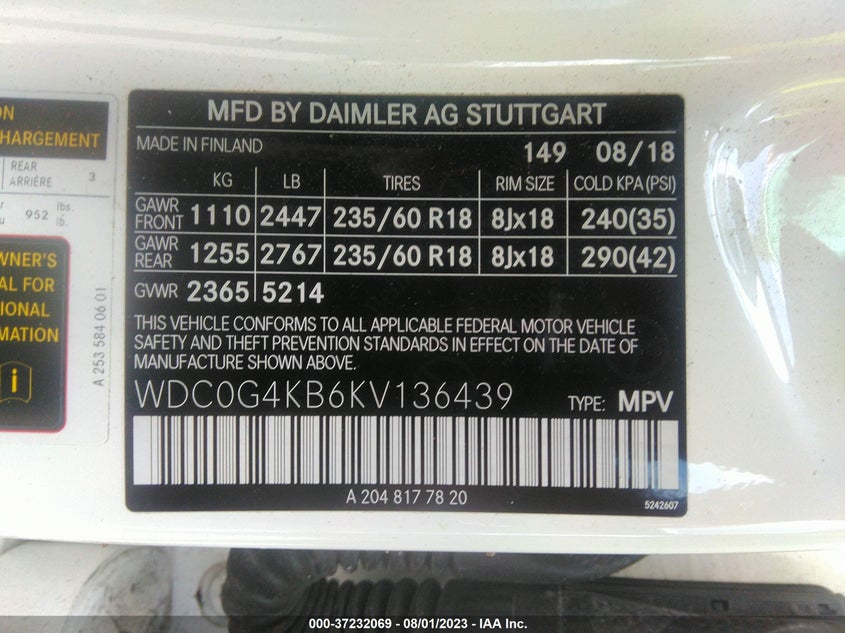 ON
HARGEMENT
REAR
ARRIÈRE 3
952 lbs.
lb.
WNER'S
AL FOR
IONAL
MATION
i
A 253 584 06 01
MFD BY DAIMLER AG STUTTGART
MADE IN FINLAND 149 08/18
KG LB TIRES RIM SIZE COLD KPA(PSI)
GAWR FRONT 1110 2447 235/60 R18 8Jx18 240(35)
GAWR REAR 1255 2767 235/60 R18 8Jx18 290(42)
GVWR 2365 5214
THIS VEHICLE CONFORMS TO ALL APPLICABLE FEDERAL MOTOR VEHICLE
SAFETY AND THEFT PREVENTION STANDARDS IN EFFECT ON THE DATE OF
MANUFACTURE SHOWN ABOVE.
WDC0G4KB6KV136439 TYPE: MPV
A 204 817 78 20
5242607
000-37232069 - 08/01/2023 - IAA Inc.